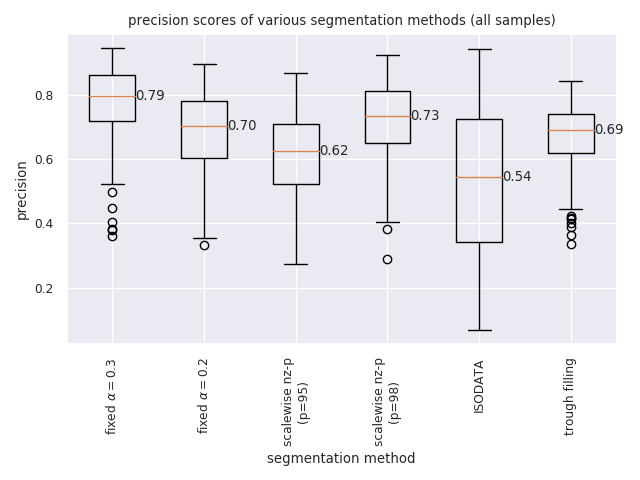 precision scores of various segmentation methods (all samples)
precision
0.8
0.6
0.4
0.2
0.79
0.70
0.62
0.73
0.54
0.69
fixed α = 0.3
fixed α = 0.2
scalewise nz-p
(p=95)
scalewise nz-p
(p=98)
ISODATA
trough filling
segmentation method